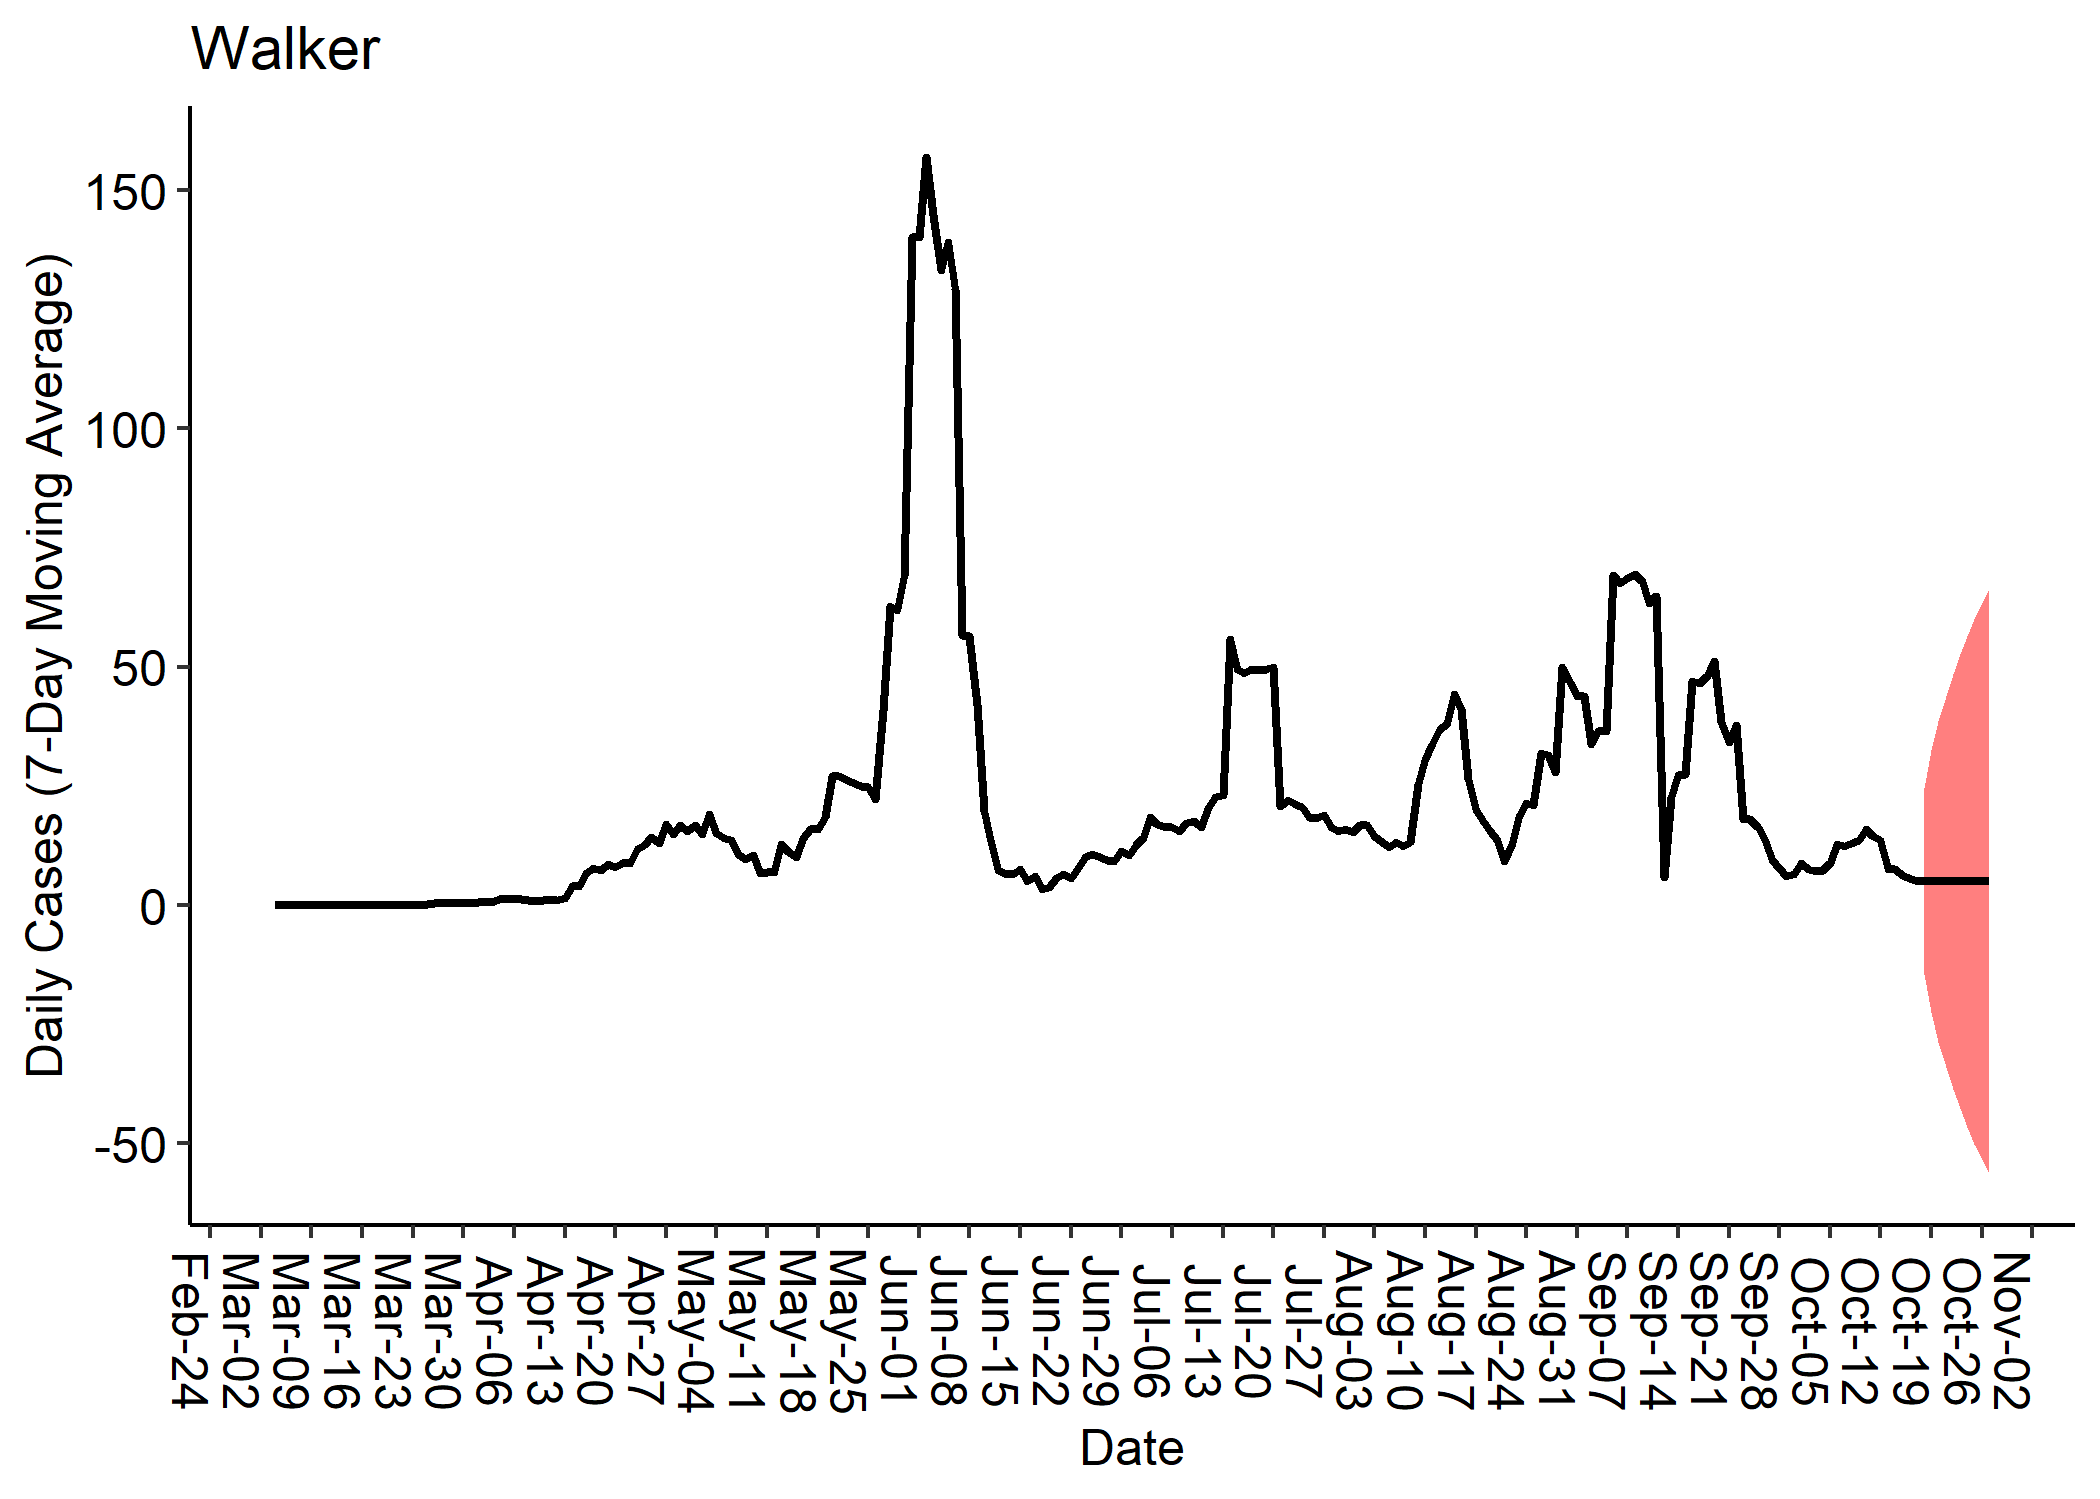 Walker
Daily Cases (7-Day Moving Average)
150
100
50
0
-50
Feb-24
Mar-02
Mar-09
Mar-16
Mar-23
Mar-30
Apr-06
Apr-13
Apr-20
Apr-27
May-04
May-11
May-18
May-25
Jun-01
Jun-08
Jun-15
Jun-22
Jun-29
Jul-06
Jul-13
Jul-20
Jul-27
Aug-03
Aug-10
Aug-17
Aug-24
Aug-31
Sep-07
Sep-14
Sep-21
Sep-28
Oct-05
Oct-12
Oct-19
Oct-26
Nov-02
Date